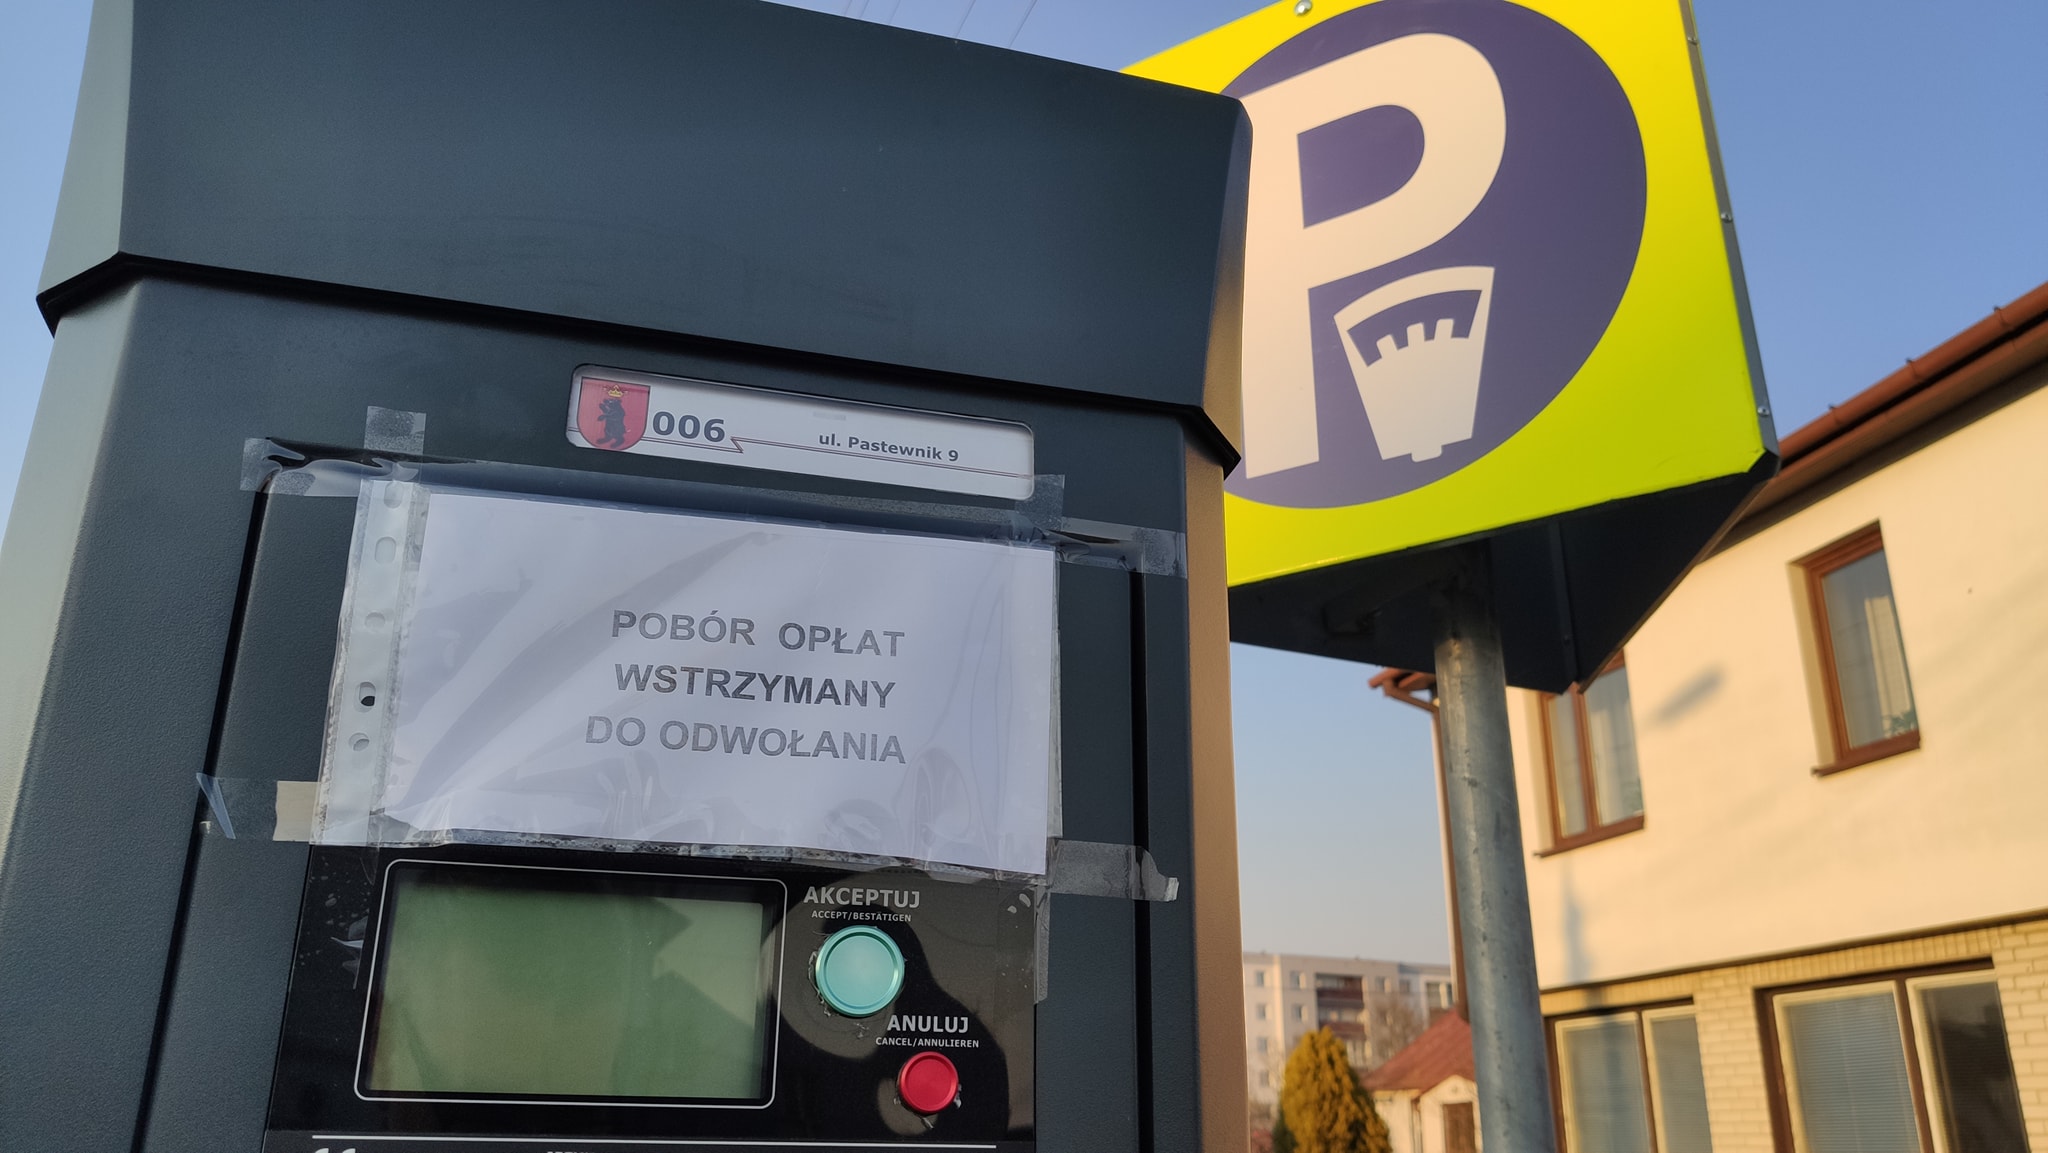 P
006
ul. Pastewnik 9
POBÓR OPŁAT
WSTRZYMANY
DO ODWOŁANIA
AKCEPTUJ
ACCEPT/BESTÄTIGEN
ANULUJ
CANCEL/ANNULIEREN